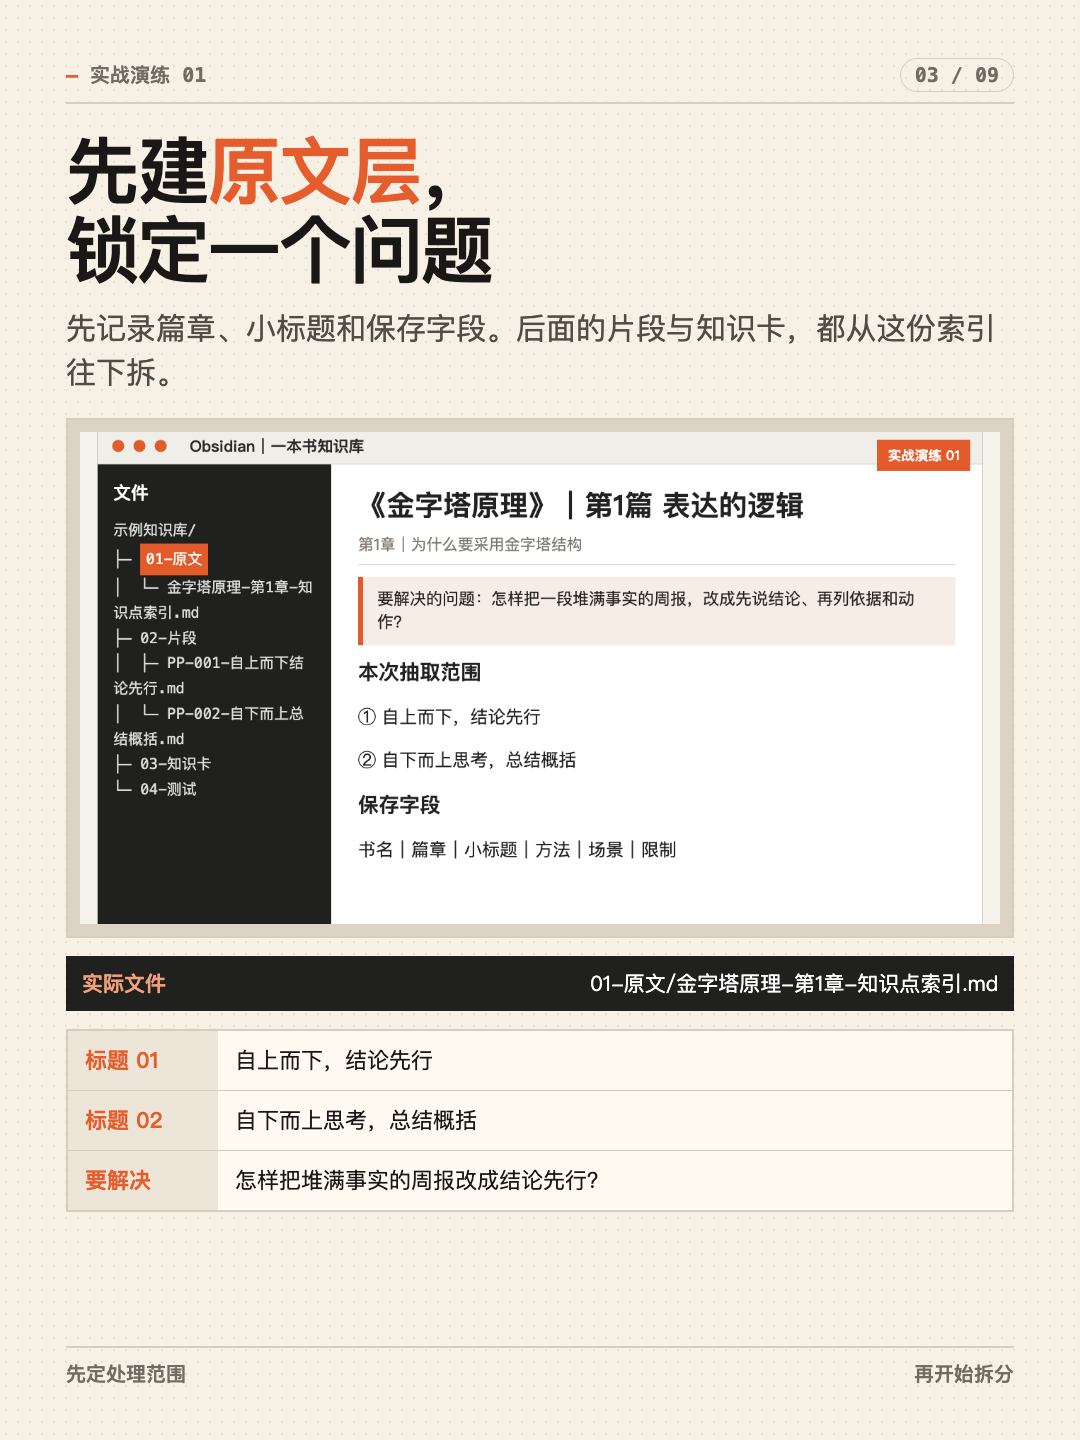 – 实战演练 01
03 / 09
先建原文层，
锁定一个问题
先记录篇章、小标题和保存字段。后面的片段与知识卡，都从这份索引
往下拆。
Obsidian｜一本书知识库
实战演练 01
文件
示例知识库/
├─ 01-原文
│  └─ 金字塔原理-第1章-知
识点索引.md
├─ 02-片段
│  ├─ PP-001-自上而下结
论先行.md
│  └─ PP-002-自下而上总
结概括.md
├─ 03-知识卡
└─ 04-测试
《金字塔原理》｜第1篇 表达的逻辑
第1章｜为什么要采用金字塔结构
要解决的问题：怎样把一段堆满事实的周报，改成先说结论、再列依据和动
作？
本次抽取范围
① 自上而下，结论先行
② 自下而上思考，总结概括
保存字段
书名｜篇章｜小标题｜方法｜场景｜限制
实际文件
01-原文/金字塔原理-第1章-知识点索引.md
标题 01
自上而下，结论先行
标题 02
自下而上思考，总结概括
要解决
怎样把堆满事实的周报改成结论先行？
先定处理范围
再开始拆分